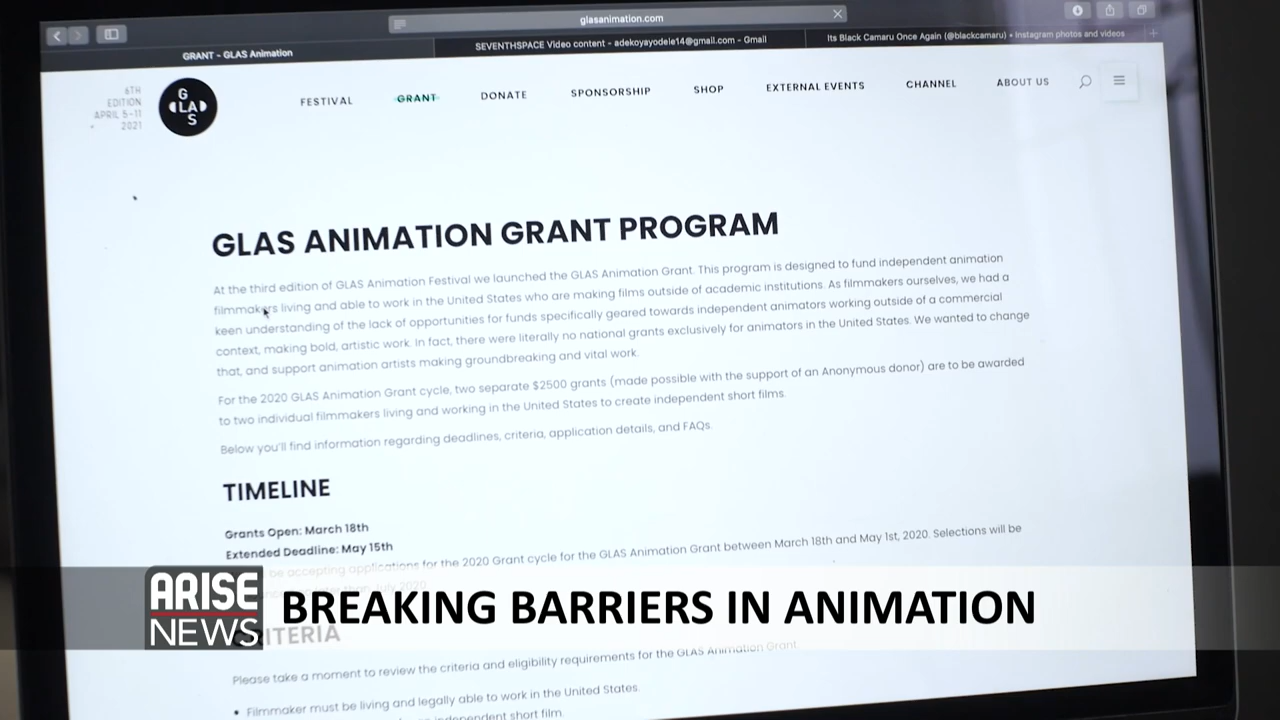 glasanimation.com
GRANT - GLAS Animation
SEVENTHSPACE Video content - adekoyayodele14@gmail.com - Gmail
Its Black Camaru Once Again (@blackcamaru) • Instagram photos and videos
6TH
EDITION
APRIL 5-11
2021
G
LAS
S
FESTIVAL
GRANT
DONATE
SPONSORSHIP
SHOP
EXTERNAL EVENTS
CHANNEL
ABOUT US
GLAS ANIMATION GRANT PROGRAM
At the third edition of GLAS Animation Festival we launched the GLAS Animation Grant. This program is designed to fund independent animation
filmmakers living and able to work in the United States who are making films outside of academic institutions. As filmmakers ourselves, we had a
keen understanding of the lack of opportunities for funds specifically geared towards independent animators working outside of a commercial
context, making bold, artistic work. In fact, there were literally no national grants exclusively for animators in the United States. We wanted to change
that, and support animation artists making groundbreaking and vital work.
For the 2020 GLAS Animation Grant cycle, two separate $2500 grants (made possible with the support of an Anonymous donor) are to be awarded
to two individual filmmakers living and working in the United States to create independent short films.
Below you'll find information regarding deadlines, criteria, application details, and FAQs.
TIMELINE
Grants Open: March 18th
Extended Deadline: May 15th
be accepting applications for the 2020 Grant cycle for the GLAS Animation Grant between March 18th and May 1st, 2020. Selections will be
July 2020
ARISE
NEWS
BREAKING BARRIERS IN ANIMATION
CRITERIA
Please take a moment to review the criteria and eligibility requirements for the GLAS Animation Grant.
• Filmmaker must be living and legally able to work in the United States.
independent short film.